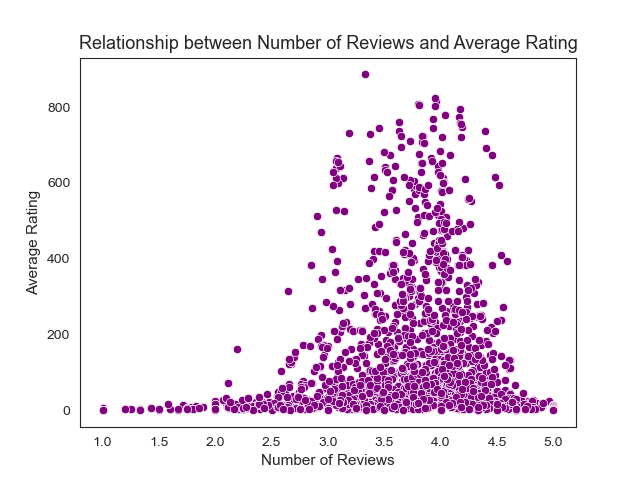 Relationship between Number of Reviews and Average Rating
Average Rating
800
600
400
200
0
1.0 1.5 2.0 2.5 3.0 3.5 4.0 4.5 5.0
Number of Reviews